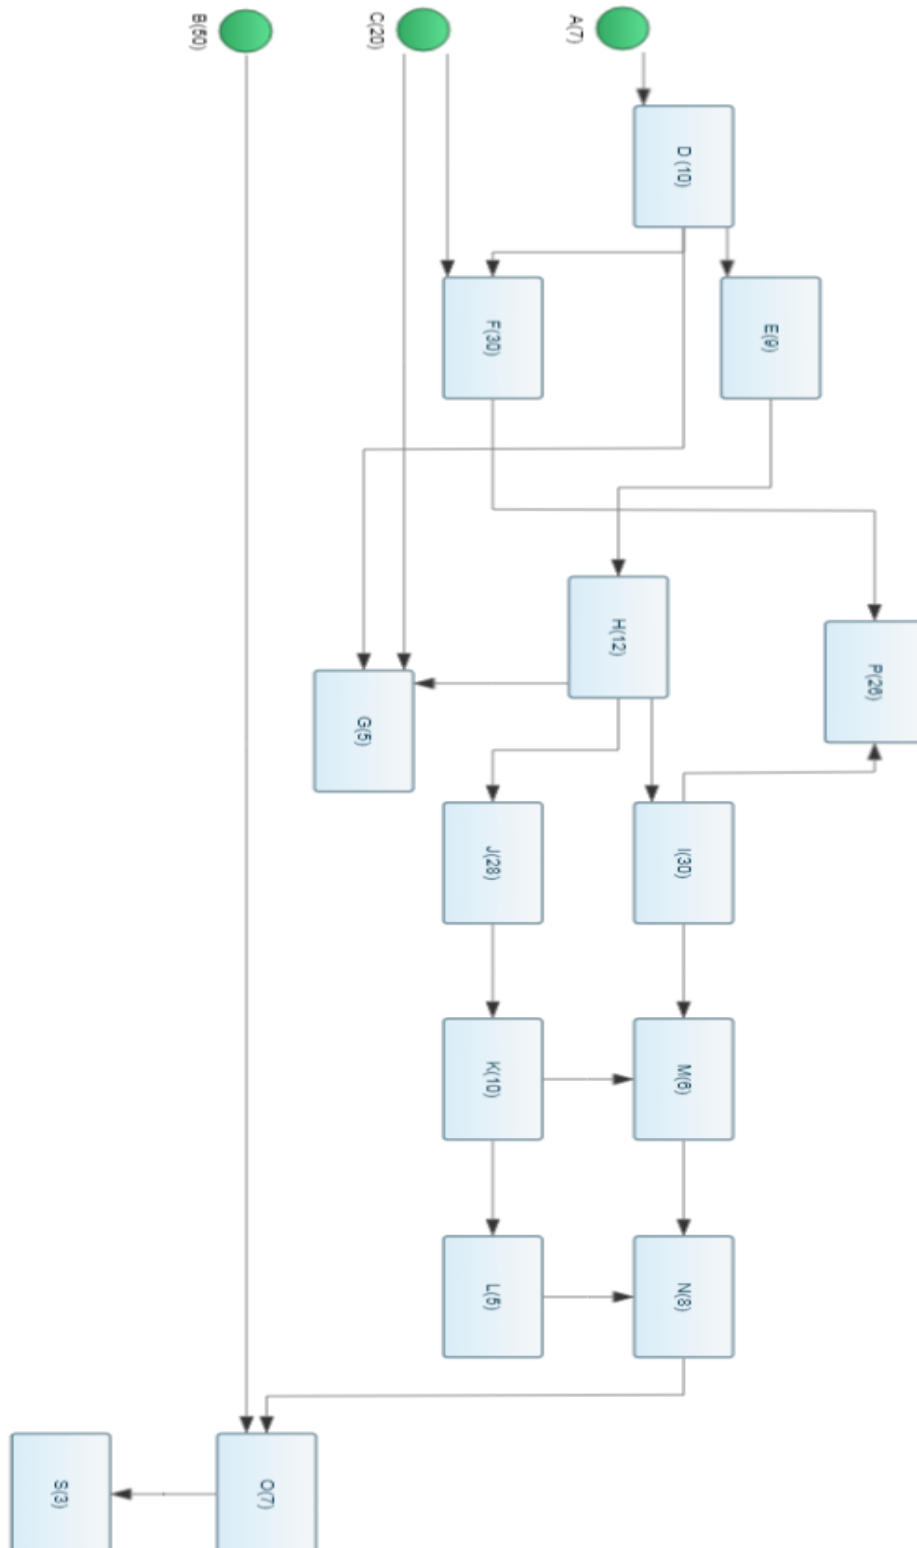 B(50)
C(20)
A(7)
D (10)
F(30)
E(9)
H(12)
P(26)
G(5)
J(28)
I(30)
K(10)
M(6)
L(5)
N(8)
S(3)
O(7)